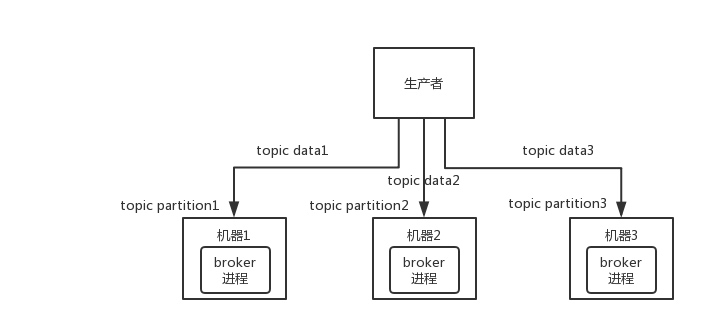 生产者
topic data1
topic data3
topic data2
topic partition1
topic partition2
topic partition3
机器1
broker
进程
机器2
broker
进程
机器3
broker
进程